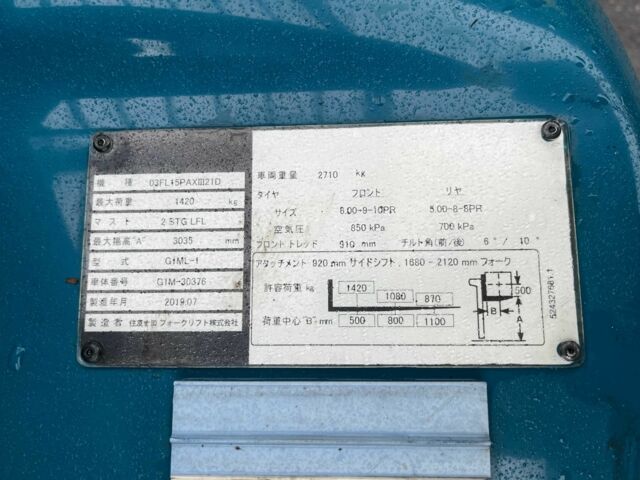 機種 03FL15PAXⅢ21D
最大荷重 1420 kg
マスト 2 STG LFL
最大揚高"A" 3035 mm
型式 G1ML-1
車体番号 G1M-30376
製造年月 2019.07
製造者 住友ナコ フォークリフト株式会社
車両重量 2710 kg
タイヤ フロント リヤ
サイズ 6.00-9-10PR 5.00-8-8PR
空気圧 850 kPa 700 kPa
フロントトレッド 910 mm チルト角(前/後) 6°/ 10°
アタッチメント 920 mm サイドシフト, 1680 - 2120 mm フォーク
許容荷重 kg 1420 1080 870
荷重中心"B"mm 500 800 1100
500
B
A